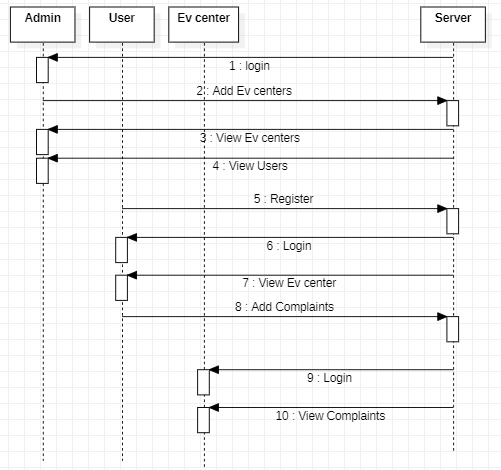 Admin
User
Ev center
Server
1 : login
2 : Add Ev centers
3 : View Ev centers
4 : View Users
5 : Register
6 : Login
7 : View Ev center
8 : Add Complaints
9 : Login
10 : View Complaints